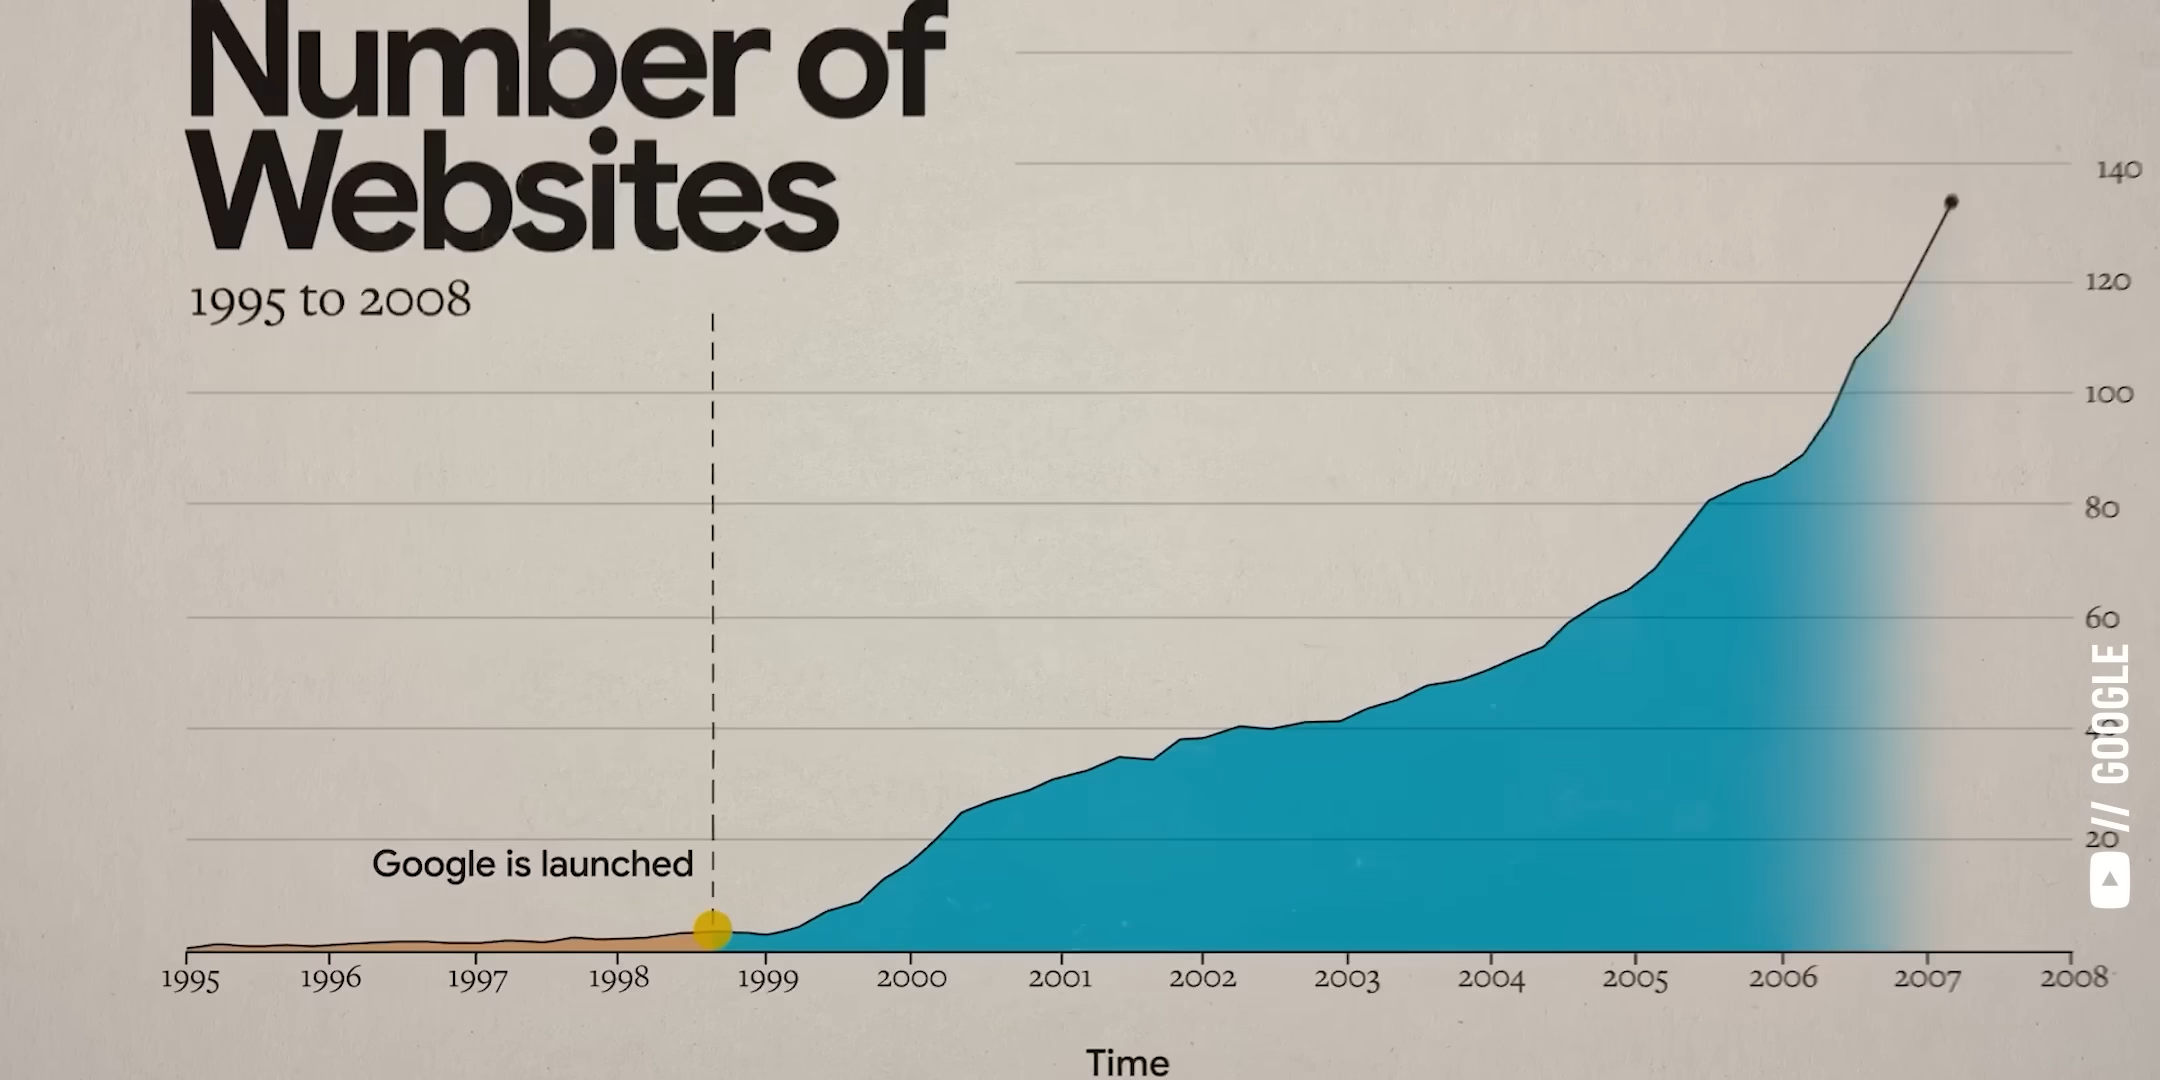 Number of
Websites
1995 to 2008
140
120
100
80
60
40
20
Google is launched
// GOOGLE
1995 1996 1997 1998 1999 2000 2001 2002 2003 2004 2005 2006 2007 2008
Time